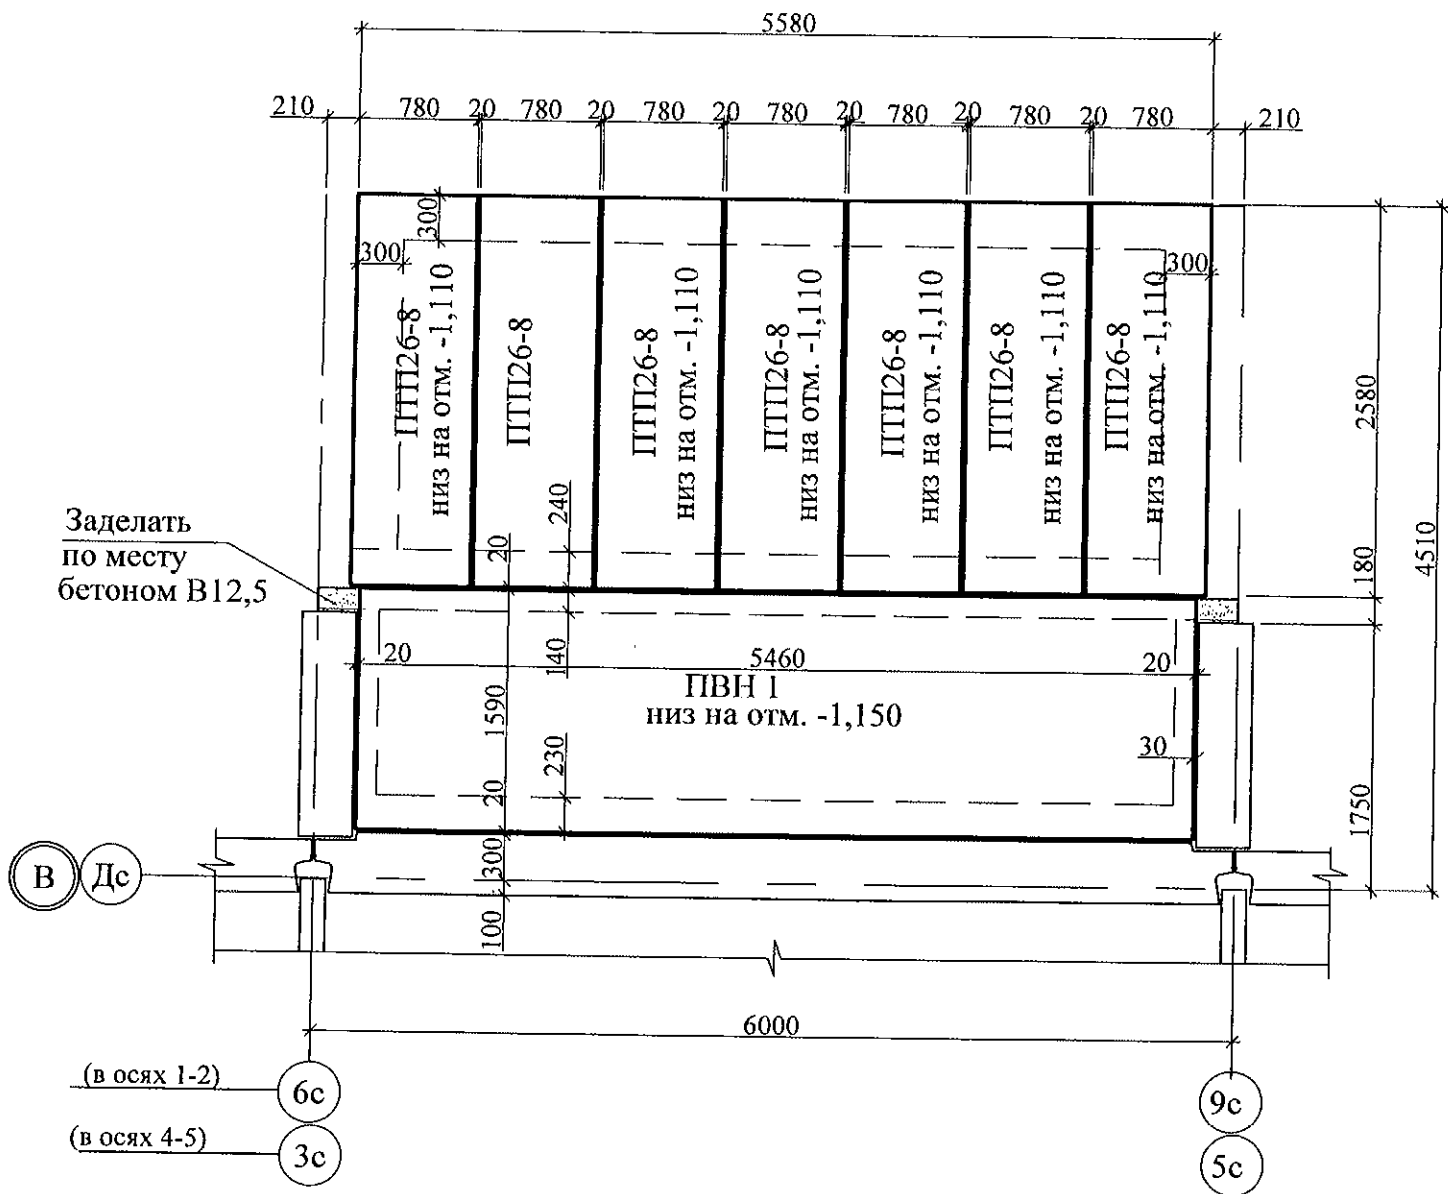 5580
210 780 20 780 20 780 20 780 20 780 20 780 20 780 210
300
300
300
ПТП26-8
низ на отм. -1,110
ПТП26-8
ПТП26-8
низ на отм. -1,110
ПТП26-8
низ на отм. -1,110
ПТП26-8
низ на отм. -1,110
ПТП26-8
низ на отм. -1,110
ПТП26-8
низ на отм. -1,110
2580
180
4510
1750
Заделать
по месту
бетоном В12,5
20
240
20
5460
20
140
ПВН 1
низ на отм. -1,150
1590
230
30
20
В
Дс
300
100
6000
(в осях 1-2)
6с
9с
(в осях 4-5)
3с
5с